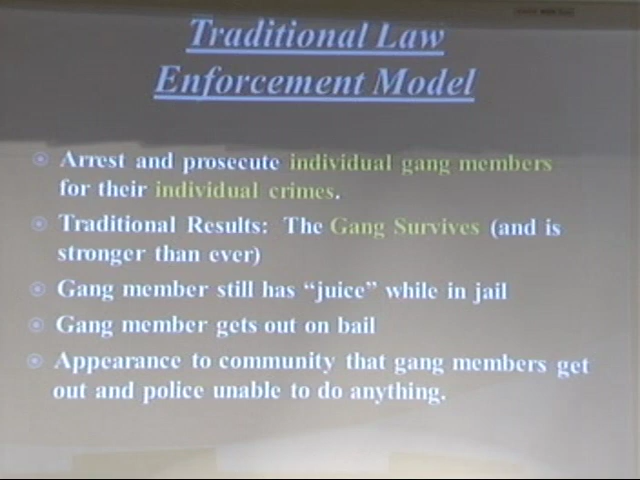 Traditional Law
Enforcement Model
Arrest and prosecute individual gang members
for their individual crimes.
Traditional Results: The Gang Survives (and is
stronger than ever)
Gang member still has “juice” while in jail
Gang member gets out on bail
Appearance to community that gang members get
out and police unable to do anything.